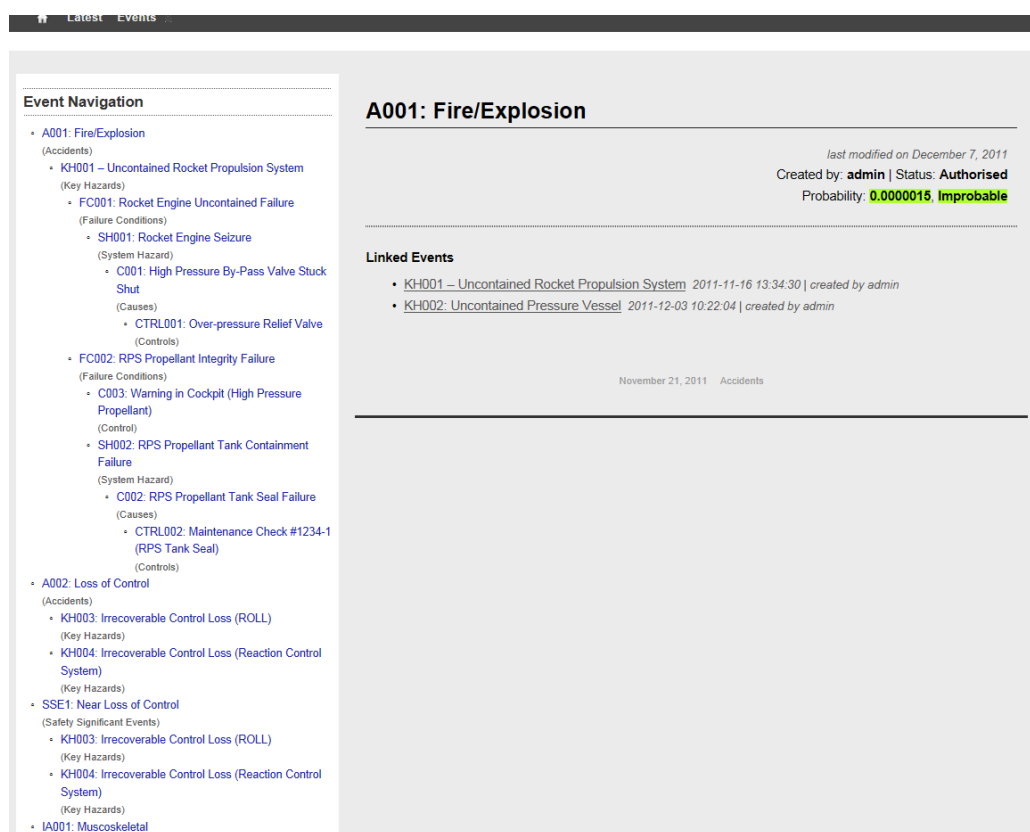 Latest Events
Event Navigation
A001: Fire/Explosion
(Accidents)
KH001 – Uncontained Rocket Propulsion System
(Key Hazards)
FC001: Rocket Engine Uncontained Failure
(Failure Conditions)
SH001: Rocket Engine Seizure
(System Hazard)
C001: High Pressure By-Pass Valve Stuck
Shut
(Causes)
CTRL001: Over-pressure Relief Valve
(Controls)
FC002: RPS Propellant Integrity Failure
(Failure Conditions)
C003: Warning in Cockpit (High Pressure
Propellant)
(Control)
SH002: RPS Propellant Tank Containment
Failure
(System Hazard)
C002: RPS Propellant Tank Seal Failure
(Causes)
CTRL002: Maintenance Check #1234-1
(RPS Tank Seal)
(Controls)
A002: Loss of Control
(Accidents)
KH003: Irrecoverable Control Loss (ROLL)
(Key Hazards)
KH004: Irrecoverable Control Loss (Reaction Control
System)
(Key Hazards)
SSE1: Near Loss of Control
(Safety Significant Events)
KH003: Irrecoverable Control Loss (ROLL)
(Key Hazards)
KH004: Irrecoverable Control Loss (Reaction Control
System)
(Key Hazards)
IA001: Muscoskeletal
A001: Fire/Explosion
last modified on December 7, 2011
Created by: admin | Status: Authorised
Probability: 0.0000015, Improbable
Linked Events
KH001 – Uncontained Rocket Propulsion System 2011-11-16 13:34:30 | created by admin
KH002: Uncontained Pressure Vessel 2011-12-03 10:22:04 | created by admin
November 21, 2011 Accidents